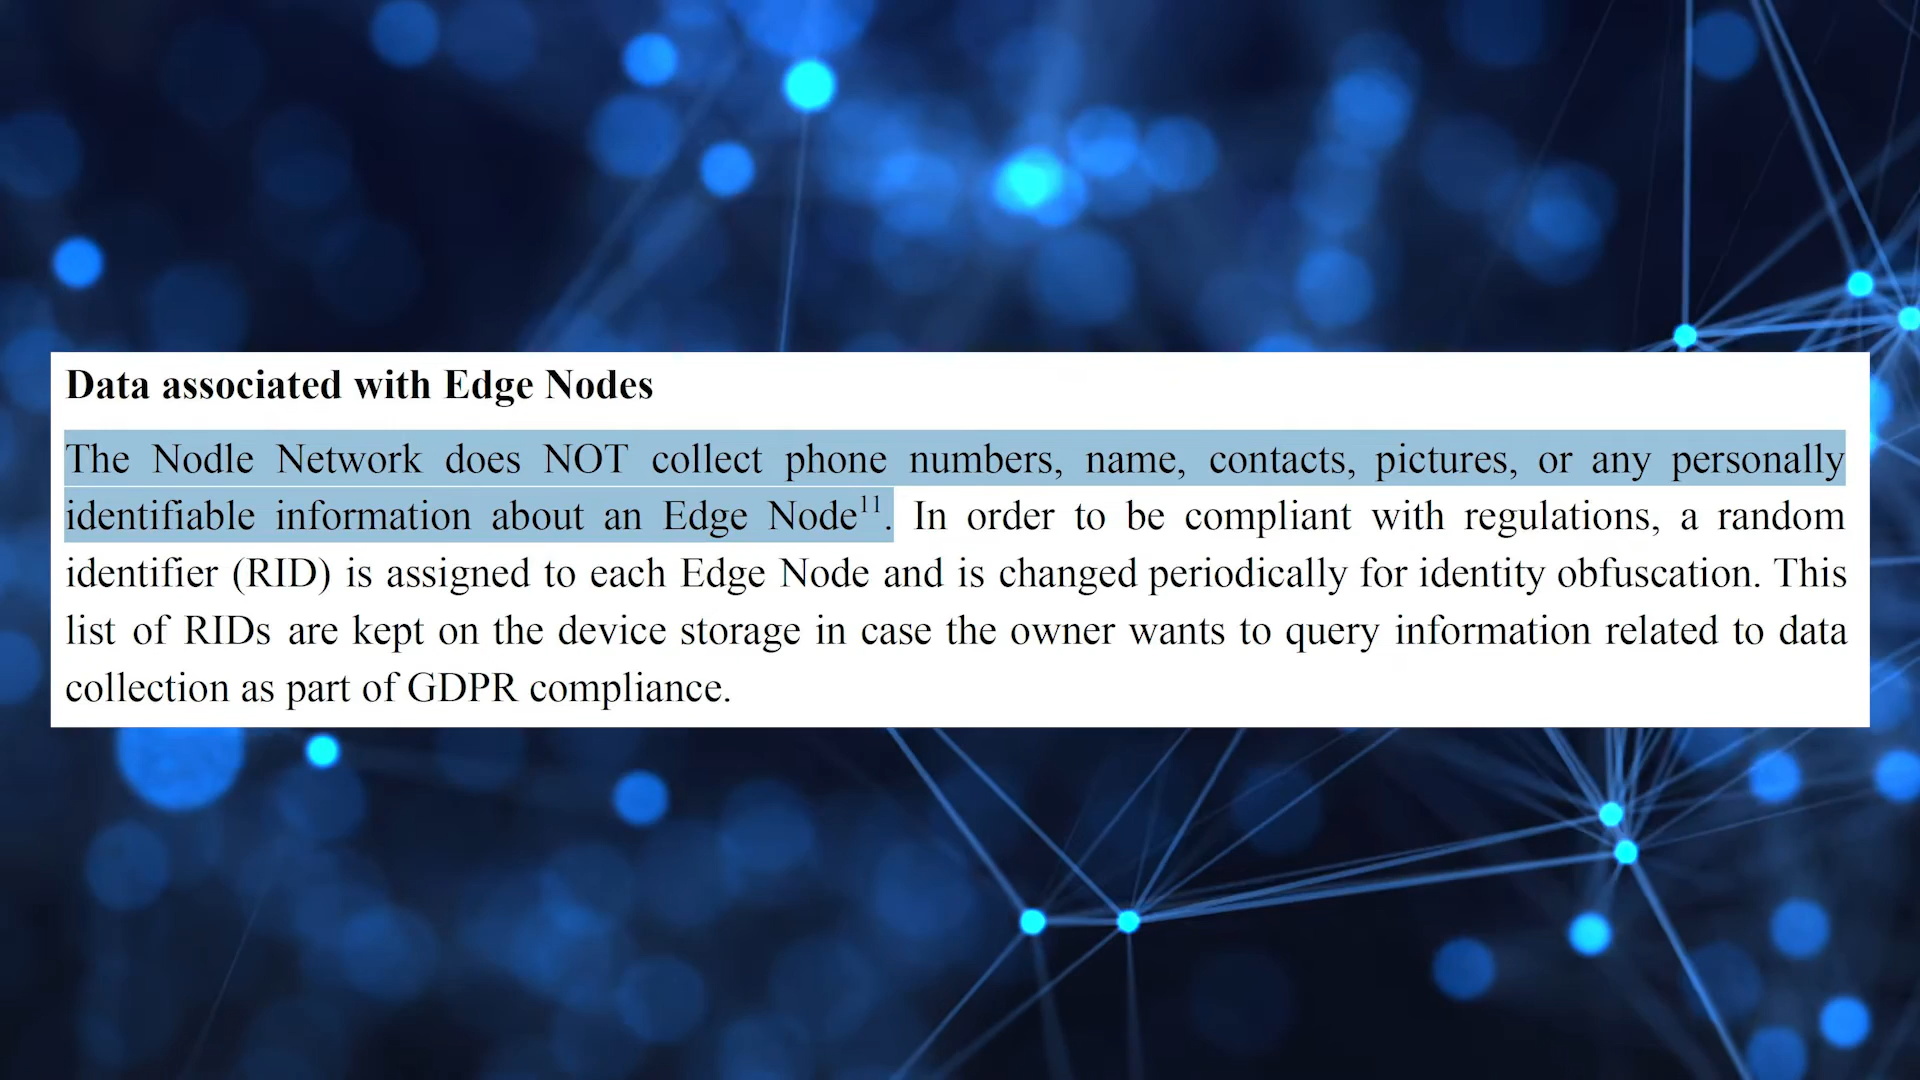 Data associated with Edge Nodes
The Nodle Network does NOT collect phone numbers, name, contacts, pictures, or any personally
identifiable information about an Edge Node¹¹. In order to be compliant with regulations, a random
identifier (RID) is assigned to each Edge Node and is changed periodically for identity obfuscation. This
list of RIDs are kept on the device storage in case the owner wants to query information related to data
collection as part of GDPR compliance.